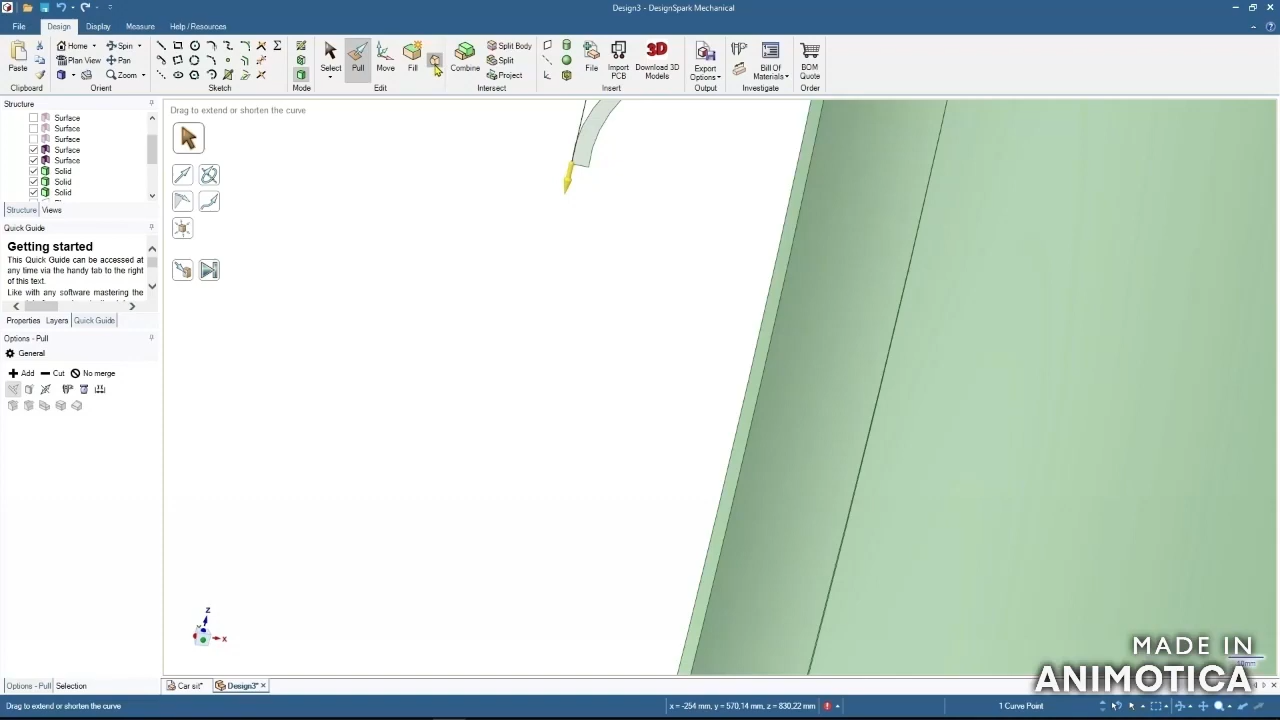 Design3 - DesignSpark Mechanical
File Design Display Measure Help / Resources
Paste
Home Spin
Plan View Pan
Zoom
Select Pull Move Fill
Combine
Split Body
Split
Project
File
Import PCB
Download 3D Models
3D
Export Options
Bill Of Materials
BOM Quote
Clipboard Orient Sketch Mode Edit Intersect Insert Output Investigate Order
Structure
Drag to extend or shorten the curve
Surface
Surface
Surface
Surface
Surface
Solid
Solid
Solid
Structure Views
Quick Guide
Getting started
This Quick Guide can be accessed at
any time via the handy tab to the right
of this text.
Like with any software mastering the
Properties Layers Quick Guide
Options - Pull
General
Add Cut No merge
Z
X
MADE IN
ANIMOTICA
Options - Pull Selection
Car sit* Design3*
Drag to extend or shorten the curve
x = -254 mm, y = 570,14 mm, z = 830,22 mm
1 Curve Point